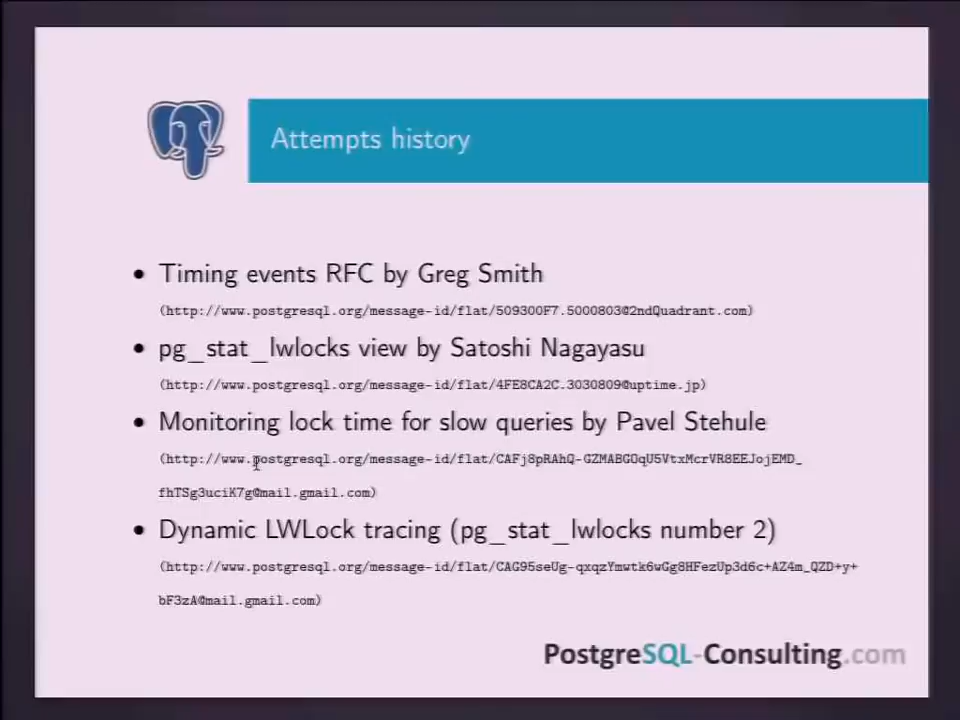 Attempts history
• Timing events RFC by Greg Smith
(http://www.postgresql.org/message-id/flat/509300F7.5000803@2ndQuadrant.com)
• pg_stat_lwlocks view by Satoshi Nagayasu
(http://www.postgresql.org/message-id/flat/4FE8CA2C.3030809@uptime.jp)
• Monitoring lock time for slow queries by Pavel Stehule
(http://www.postgresql.org/message-id/flat/CAFj8pRAhQ-GZMABGOqU5VtxMcrVR8EEJojEMD_
fhTSg3uciK7g@mail.gmail.com)
• Dynamic LWLock tracing (pg_stat_lwlocks number 2)
(http://www.postgresql.org/message-id/flat/CAG95seUg-qxqzYmwtk6wGg8HFezUp3d6c+AZ4m_QZD+y+
bF3zA@mail.gmail.com)
PostgreSQL-Consulting.com